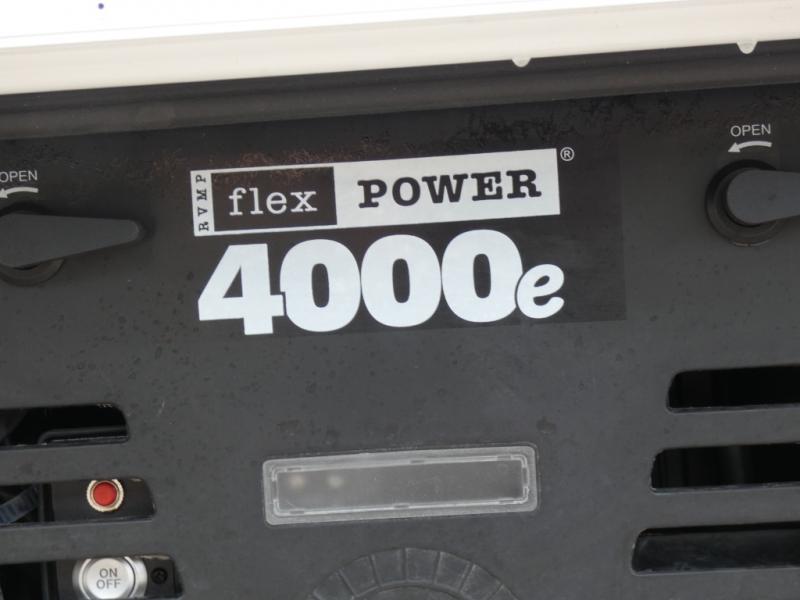 OPEN
OPEN
RVMP flex POWER ®
4000e
ON
OFF